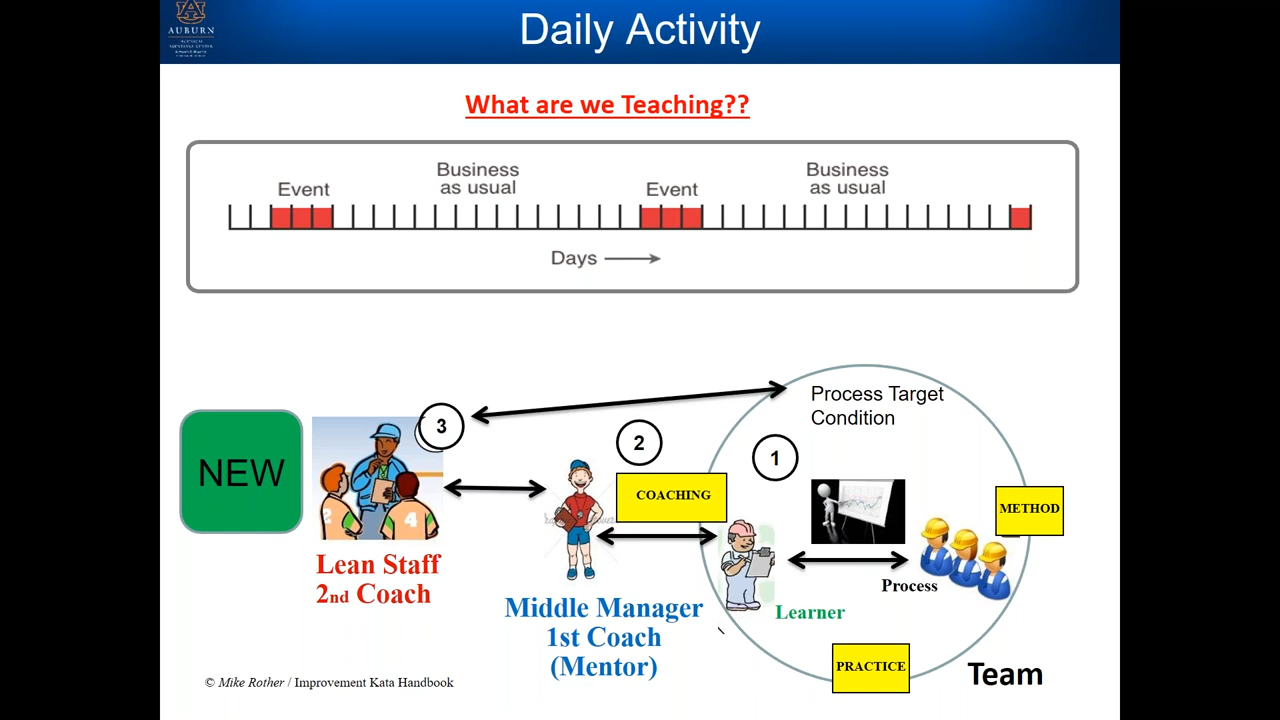 AUBURN
Daily Activity
What are we Teaching??
Event
Business
as usual
Event
Business
as usual
Days
Process Target
Condition
3
2
1
NEW
COACHING
METHOD
2
4
Lean Staff
2nd Coach
Process
Middle Manager
1st Coach
(Mentor)
Learner
PRACTICE
Team
© Mike Rother / Improvement Kata Handbook